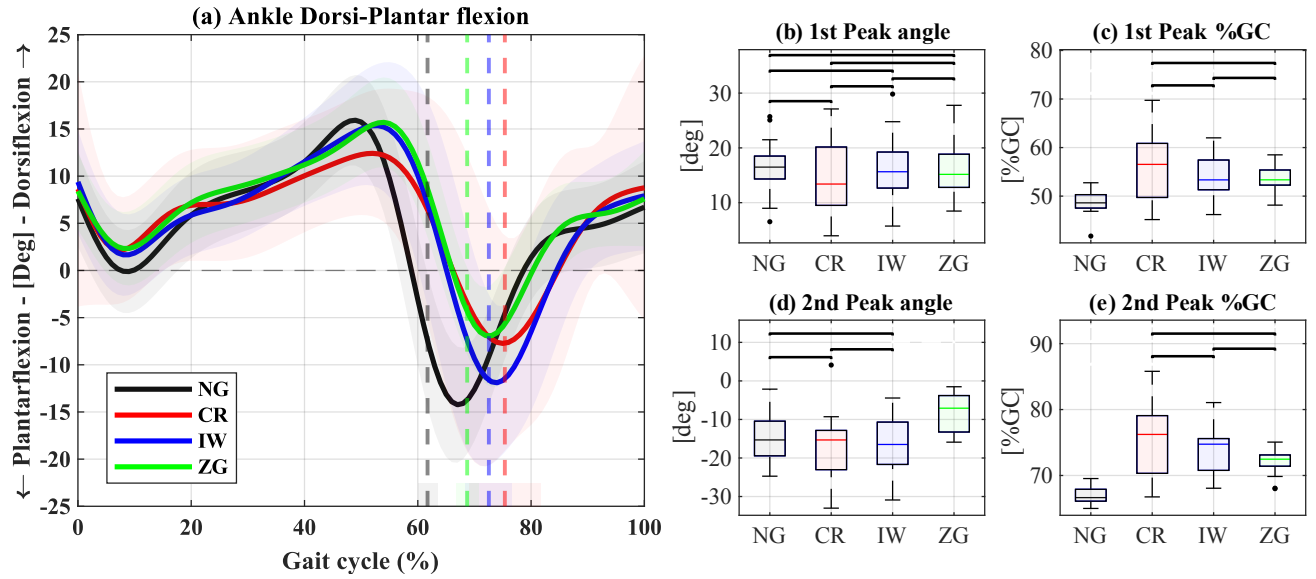 (a) Ankle Dorsi-Plantar flexion
← Plantarflexion - [Deg] - Dorsiflexion →
25
20
15
10
5
0
-5
-10
-15
-20
-25
NG
CR
IW
ZG
0
20
40
60
80
100
Gait cycle (%)
(b) 1st Peak angle
[deg]
30
20
10
NG CR IW ZG
(c) 1st Peak %GC
[%GC]
80
70
60
50
NG CR IW ZG
(d) 2nd Peak angle
[deg]
10
0
-10
-20
-30
NG CR IW ZG
(e) 2nd Peak %GC
[%GC]
90
80
70
NG CR IW ZG